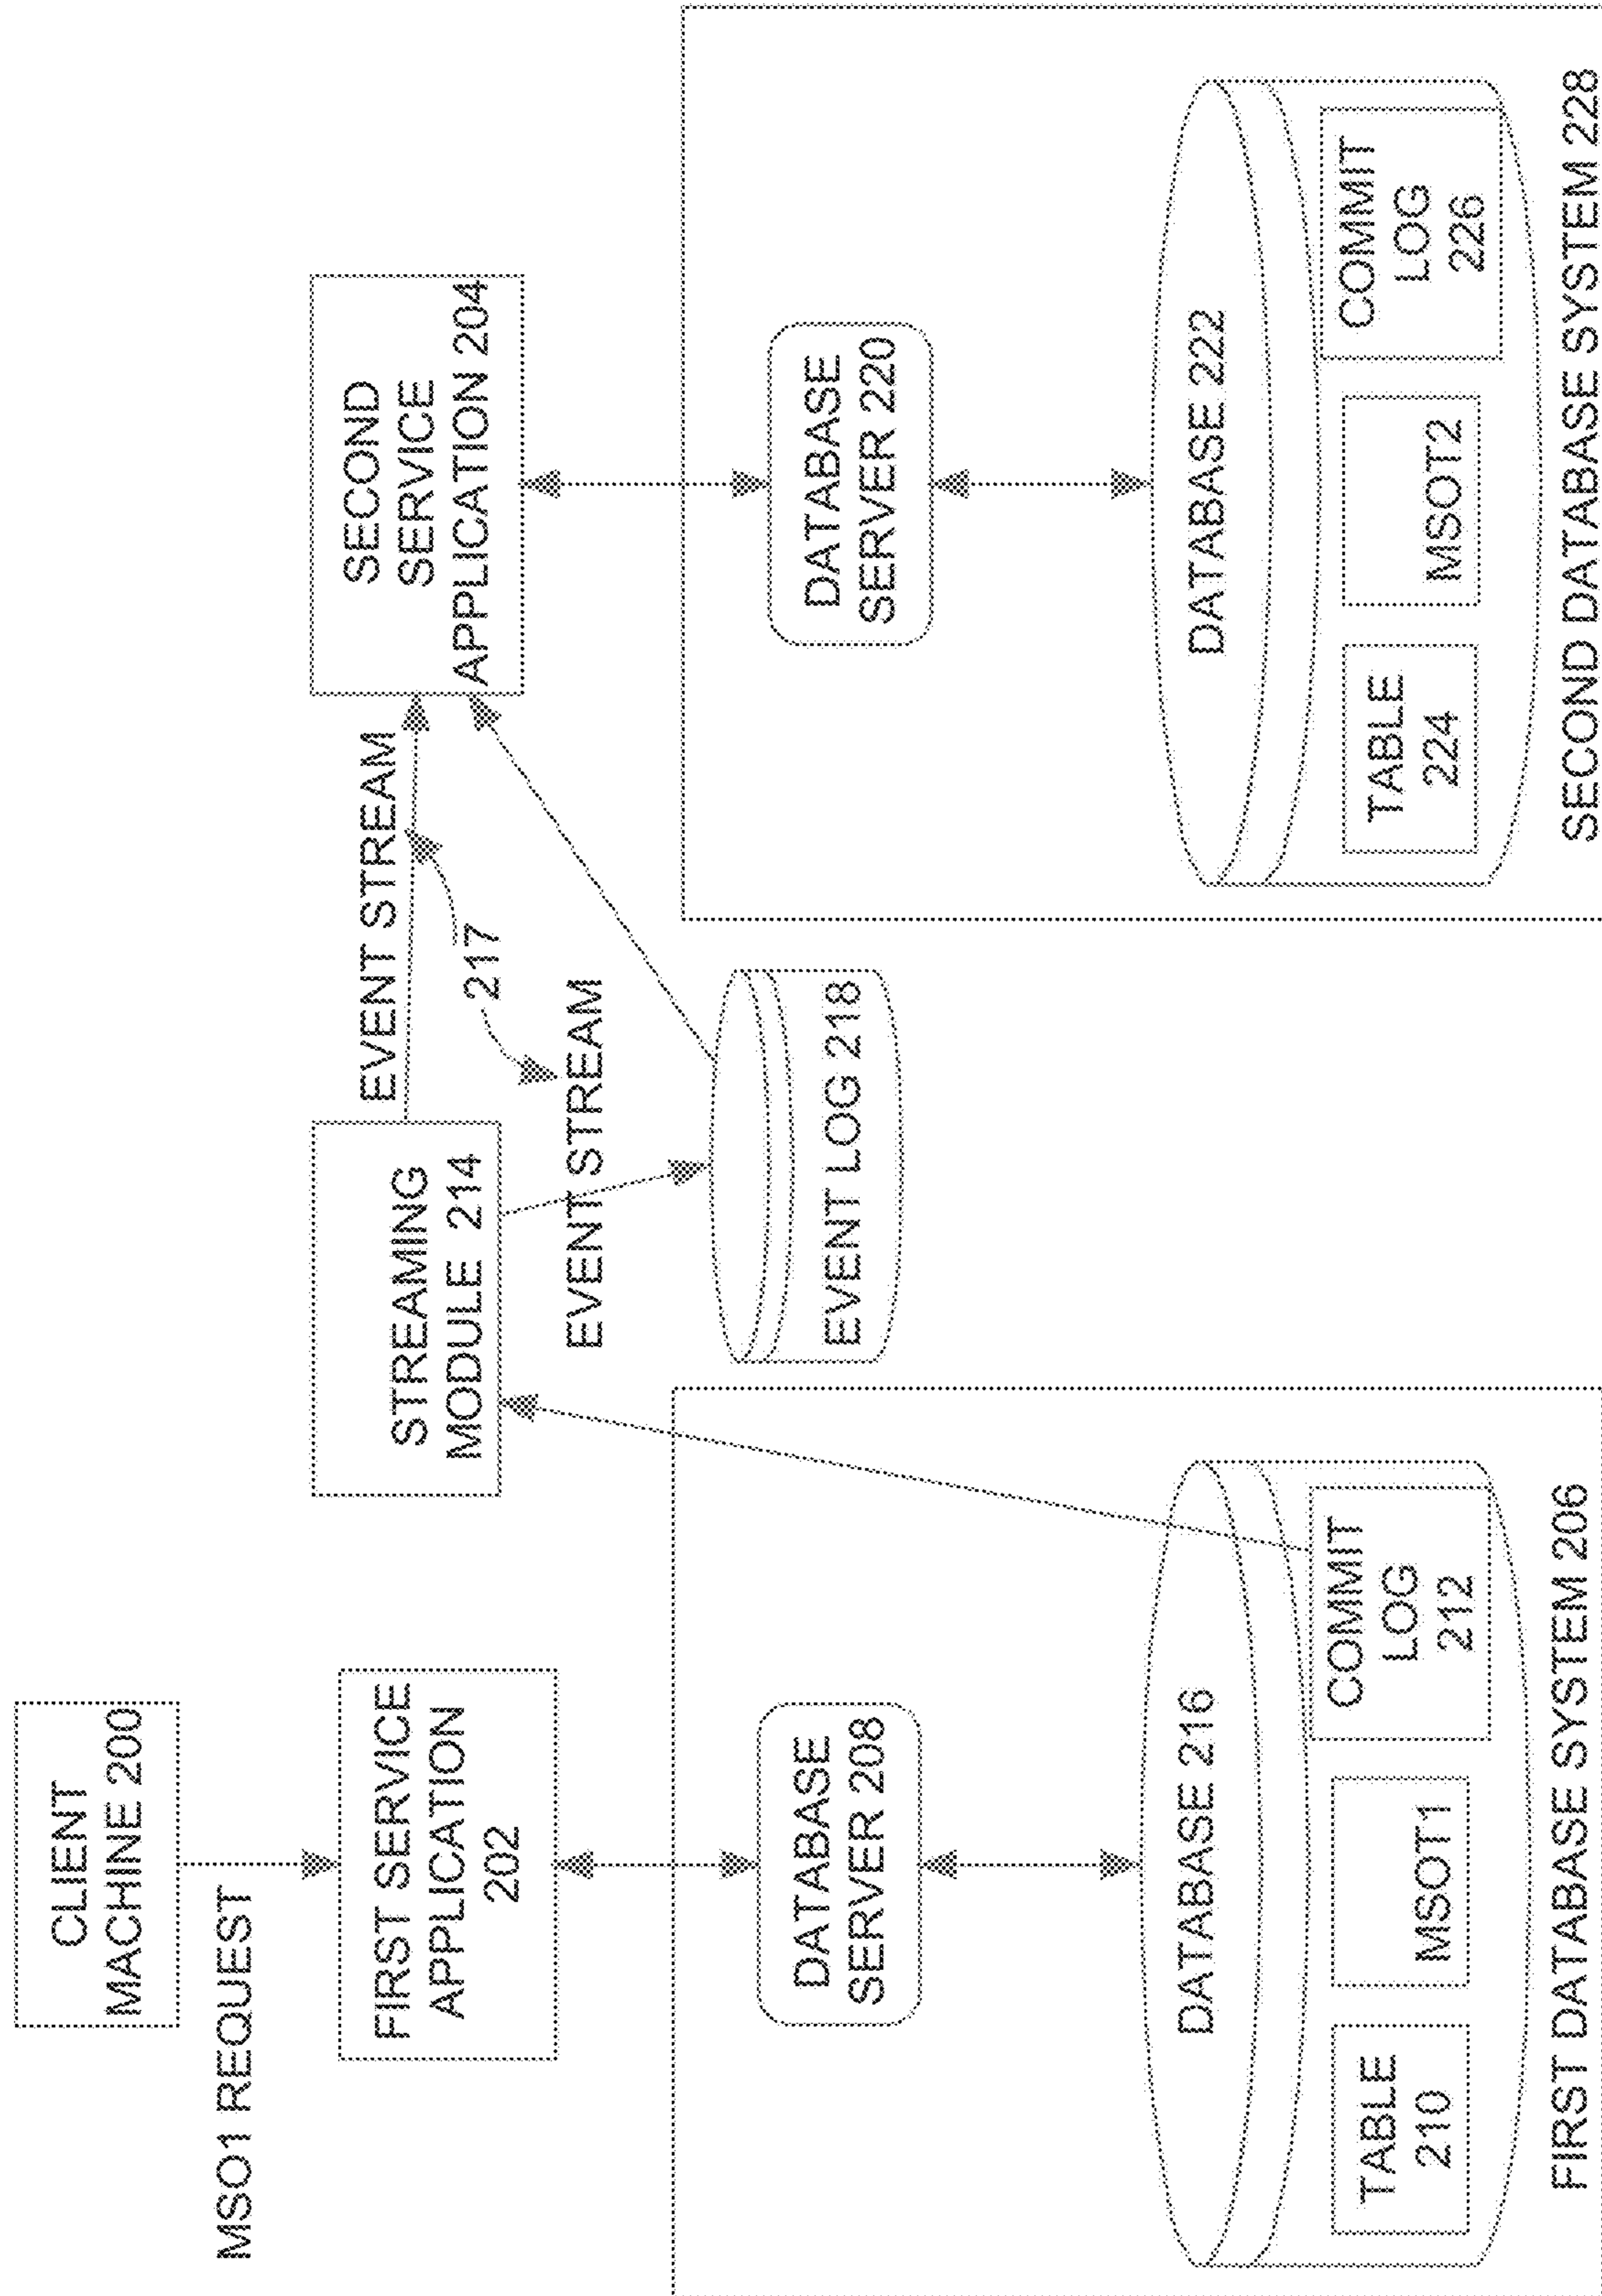 CLIENT
MACHINE 200
MSO1 REQUEST
FIRST SERVICE
APPLICATION
202
DATABASE
SERVER 208
DATABASE 216
TABLE
210
MSOT1
COMMIT
LOG
212
FIRST DATABASE SYSTEM 206
STREAMING
MODULE 214
EVENT STREAM
217
EVENT STREAM
EVENT LOG 218
SECOND
SERVICE
APPLICATION 204
DATABASE
SERVER 220
DATABASE 222
TABLE
224
MSOT2
COMMIT
LOG
226
SECOND DATABASE SYSTEM 228